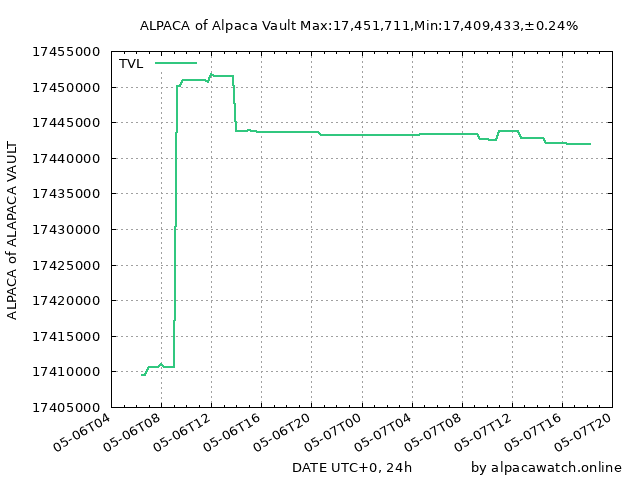 ALPACA of Alpaca Vault Max:17,451,711,Min:17,409,433,±0.24%
TVL
17455000
17450000
17445000
17440000
17435000
17430000
17425000
17420000
17415000
17410000
17405000
ALPACA of ALAPACA VAULT
05-06T04
05-06T08
05-06T12
05-06T16
05-06T20
05-07T00
05-07T04
05-07T08
05-07T12
05-07T16
05-07T20
DATE UTC+0, 24h
by alpacawatch.online